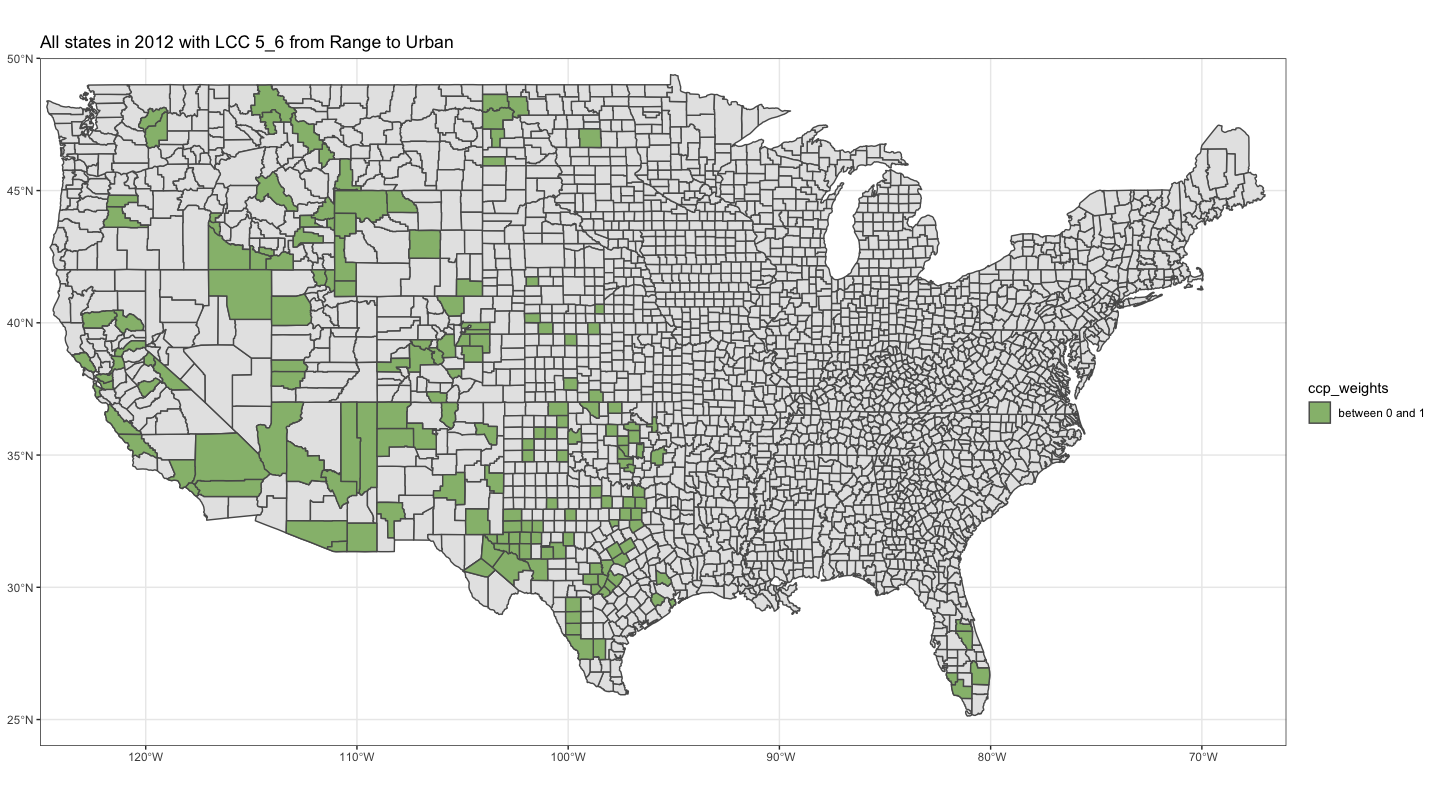 All states in 2012 with LCC 5_6 from Range to Urban
50°N
45°N
40°N
35°N
30°N
25°N
120°W
110°W
100°W
90°W
80°W
70°W
ccp_weights
between 0 and 1